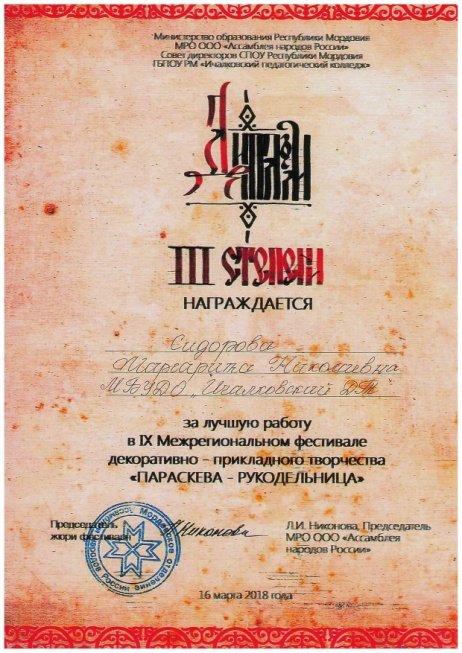 Министерство образования Республики Мордовия
МРО ООО «Ассамблея народов России»
Совет директоров СПОУ Республики Мордовия
ГБПОУ РМ «Ичалковский педагогический колледж»
Диплом
III степени
НАГРАЖДАЕТСЯ
Сидорова
Маргарита Николаевна
МБУДО „Ичалковский ДДТ"
за лучшую работу
в IX Межрегиональном фестивале
декоративно - прикладного творчества
«ПАРАСКЕВА - РУКОДЕЛЬНИЦА»
Председатель
жюри фестиваля
Л.И. Никонова, Председатель
МРО ООО «Ассамблея
народов России»
16 марта 2018 года